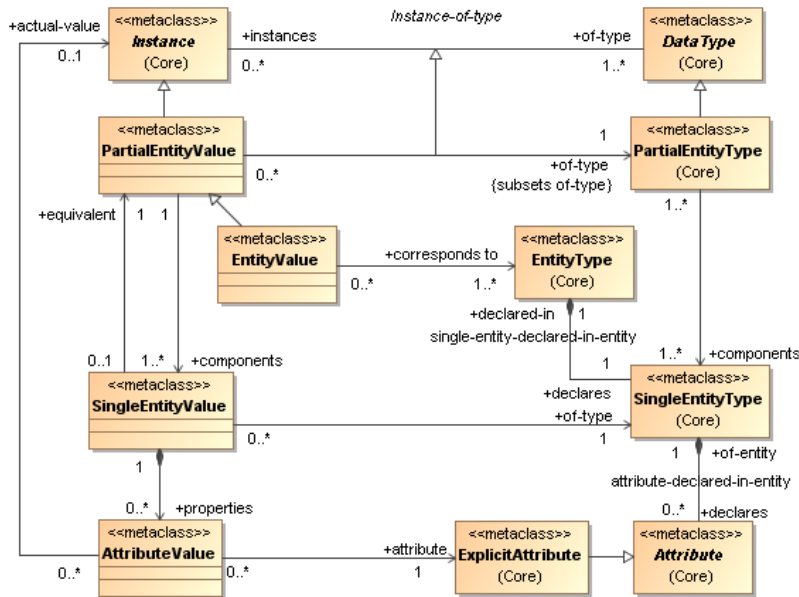 Instance-of-type
<<metaclass>>
Instance
(Core)
+actual-value
0..1
+instances
0..*
+of-type
1..*
<<metaclass>>
DataType
(Core)
<<metaclass>>
PartialEntityValue
0..*
1
+of-type
{subsets of-type}
<<metaclass>>
PartialEntityType
(Core)
+equivalent
1
1
1..*
<<metaclass>>
EntityValue
+corresponds to
0..*
1..*
<<metaclass>>
EntityType
(Core)
+declared-in
1
single-entity-declared-in-entity
0..1
1..*
+components
1
+declares
1..*
+components
<<metaclass>>
SingleEntityValue
0..*
+of-type
1
<<metaclass>>
SingleEntityType
(Core)
1
0..*
+properties
1
+of-entity
attribute-declared-in-entity
0..*
+declares
<<metaclass>>
AttributeValue
0..*
0..*
+attribute
1
<<metaclass>>
ExplicitAttribute
(Core)
<<metaclass>>
Attribute
(Core)